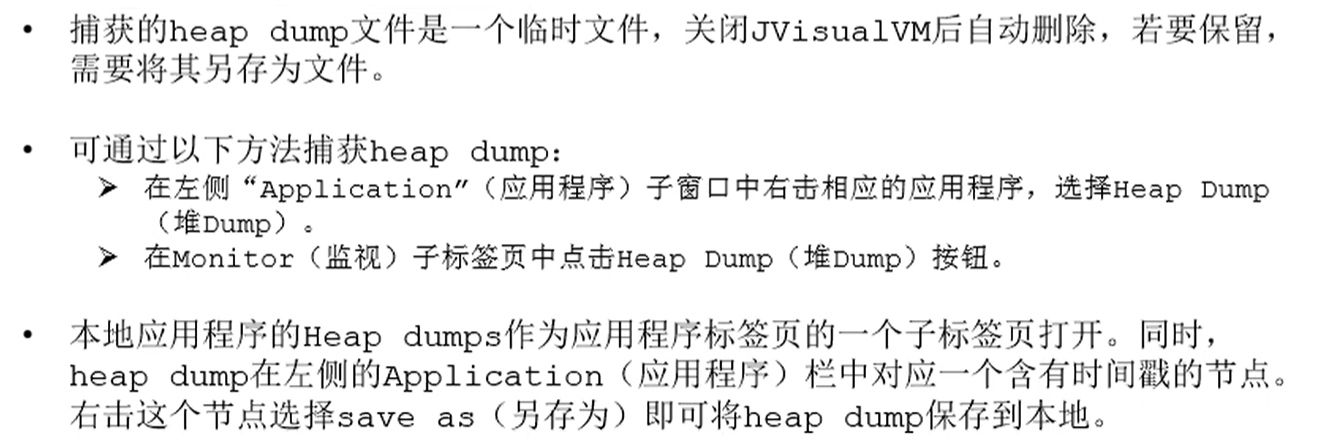 • 捕获的heap dump文件是一个临时文件，关闭JVisualVM后自动删除，若要保留，
需要将其另存为文件。
• 可通过以下方法捕获heap dump：
➤ 在左侧“Application”（应用程序）子窗口中右击相应的应用程序，选择Heap Dump
（堆Dump）。
➤ 在Monitor（监视）子标签页中点击Heap Dump（堆Dump）按钮。
• 本地应用程序的Heap dumps作为应用程序标签页的一个子标签页打开。同时，
heap dump在左侧的Application（应用程序）栏中对应一个含有时间戳的节点。
右击这个节点选择save as（另存为）即可将heap dump保存到本地。